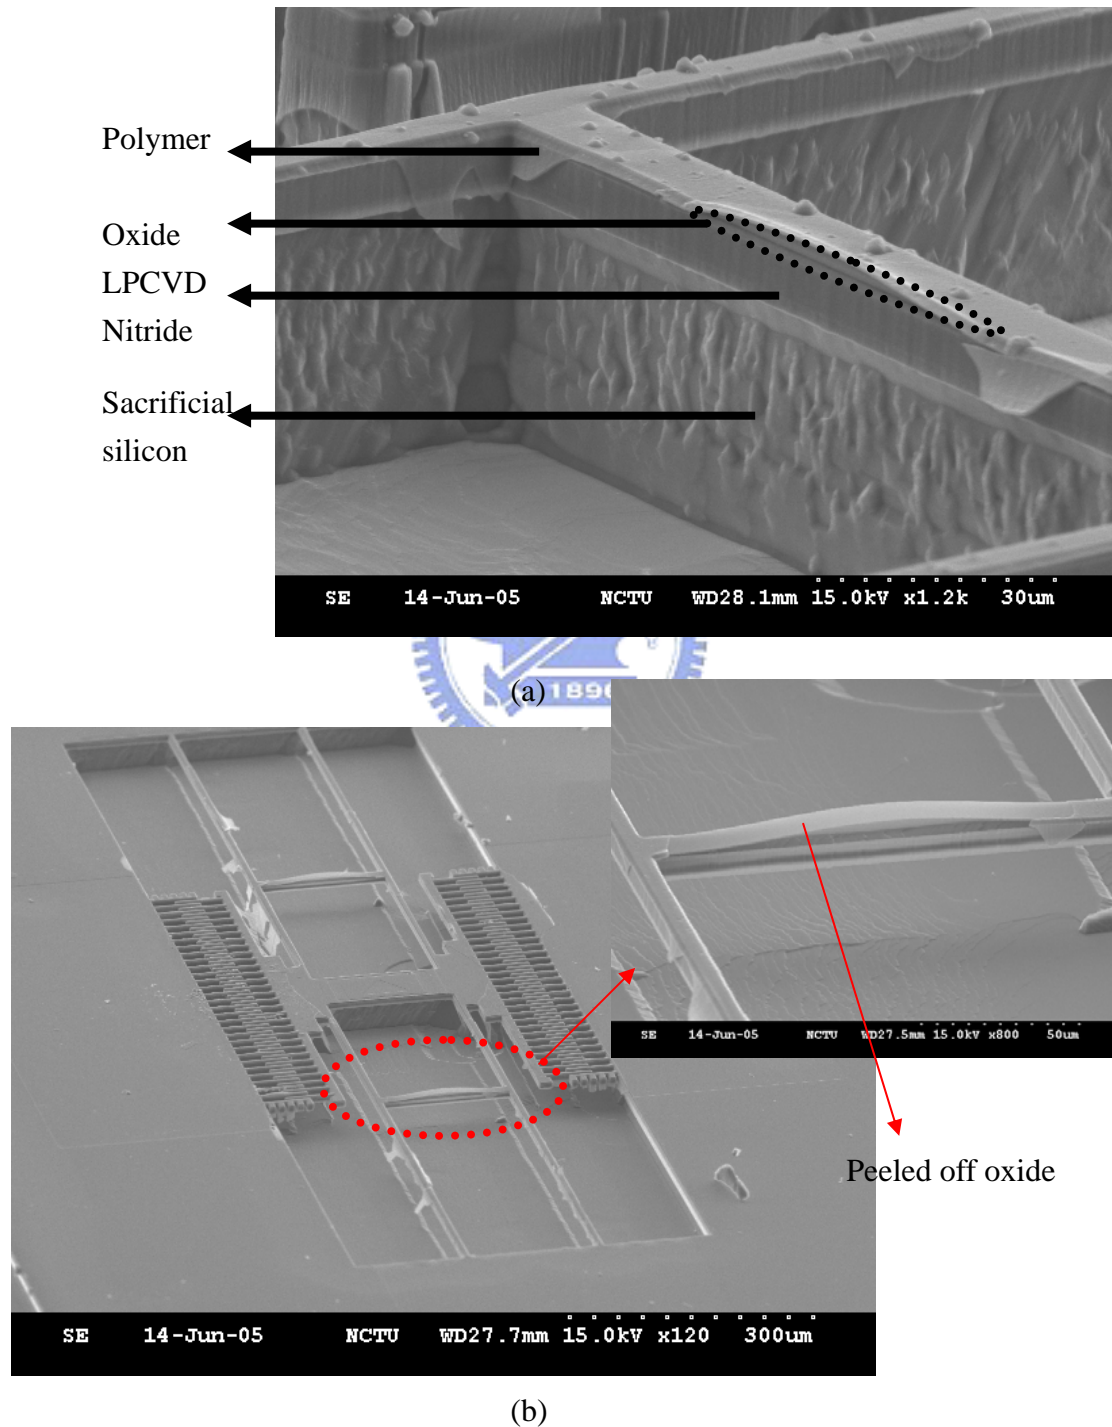 Polymer
Oxide
LPCVD
Nitride
Sacrificial
silicon
SE 14-Jun-05 NCTU WD28.1mm 15.0kV x1.2k 30um
1896
(a)
SE 14-Jun-05 NCTU WD27.5mm 15.0kV x800 50um
Peeled off oxide
SE 14-Jun-05 NCTU WD27.7mm 15.0kV x120 300um
(b)